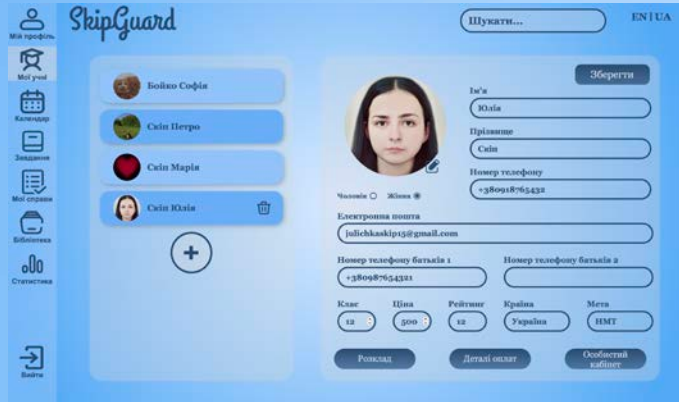 SkipGuard
Шукати...
EN | UA
Мій профіль
Мої учні
Календар
Завдання
Мої справи
Бібліотека
Статистика
Вийти
Бойко Софія
Скіп Петро
Скіп Марія
Скіп Юлія
Зберегти
Ім'я
Юлія
Прізвище
Скіп
Номер телефону
+380918765432
Чоловік Жінка
Електронна пошта
julichkaskip15@gmail.com
Номер телефону батьків 1 Номер телефону батьків 2
+380987654321
Клас Ціна Рейтинг Країна Мета
12 500 12 Україна НМТ
Розклад Деталі оплат Особистий
кабінет